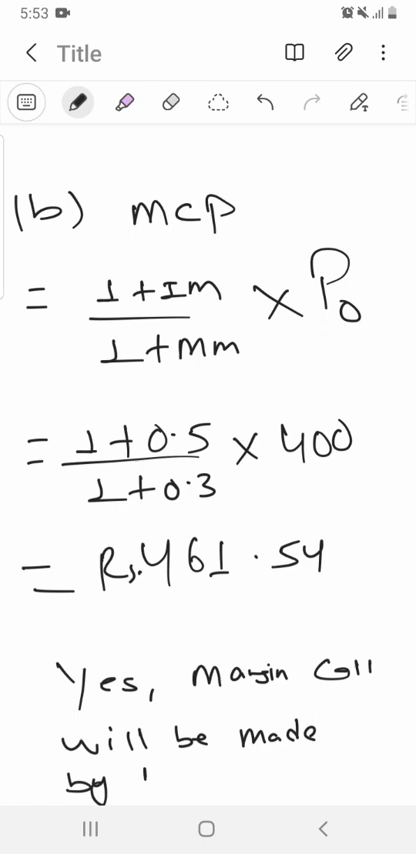 5:53
Title
(b) mcp
= 1+Im / 1+mm × P₀
= 1+0.5 / 1+0.3 × 400
= Rs.461.54
Yes, Margin Call
will be made
by